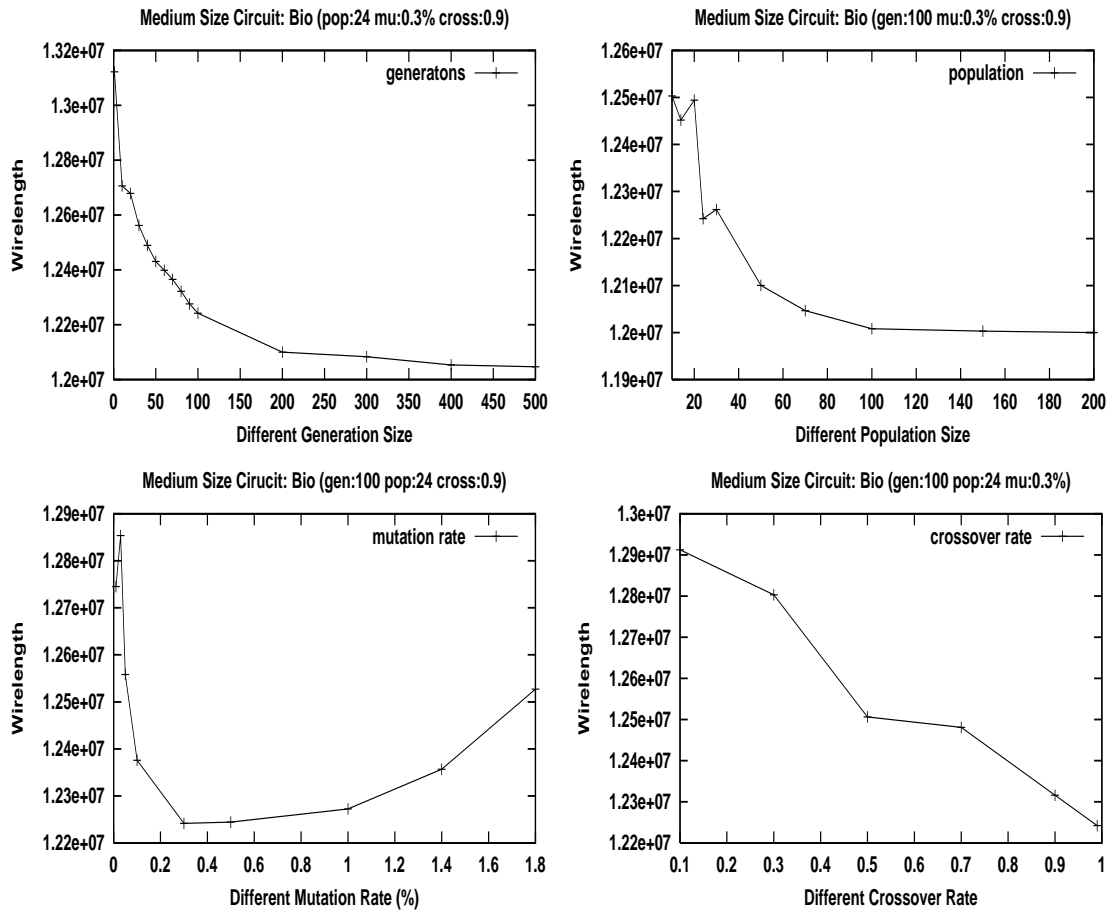 Medium Size Circuit: Bio (pop:24 mu:0.3% cross:0.9)
1.32e+07
1.3e+07
1.28e+07
1.26e+07
1.24e+07
1.22e+07
1.2e+07
Wirelength
generatons
0 50 100 150 200 250 300 350 400 450 500
Different Generation Size
Medium Size Circuit: Bio (gen:100 mu:0.3% cross:0.9)
1.26e+07
1.25e+07
1.24e+07
1.23e+07
1.22e+07
1.21e+07
1.2e+07
1.19e+07
Wirelength
population
20 40 60 80 100 120 140 160 180 200
Different Population Size
Medium Size Cirucit: Bio (gen:100 pop:24 cross:0.9)
1.29e+07
1.28e+07
1.27e+07
1.26e+07
1.25e+07
1.24e+07
1.23e+07
1.22e+07
Wirelength
mutation rate
0 0.2 0.4 0.6 0.8 1 1.2 1.4 1.6 1.8
Different Mutation Rate (%)
Medium Size Circuit: Bio (gen:100 pop:24 mu:0.3%)
1.3e+07
1.29e+07
1.28e+07
1.27e+07
1.26e+07
1.25e+07
1.24e+07
1.23e+07
1.22e+07
Wirelength
crossover rate
0.1 0.2 0.3 0.4 0.5 0.6 0.7 0.8 0.9 1
Different Crossover Rate